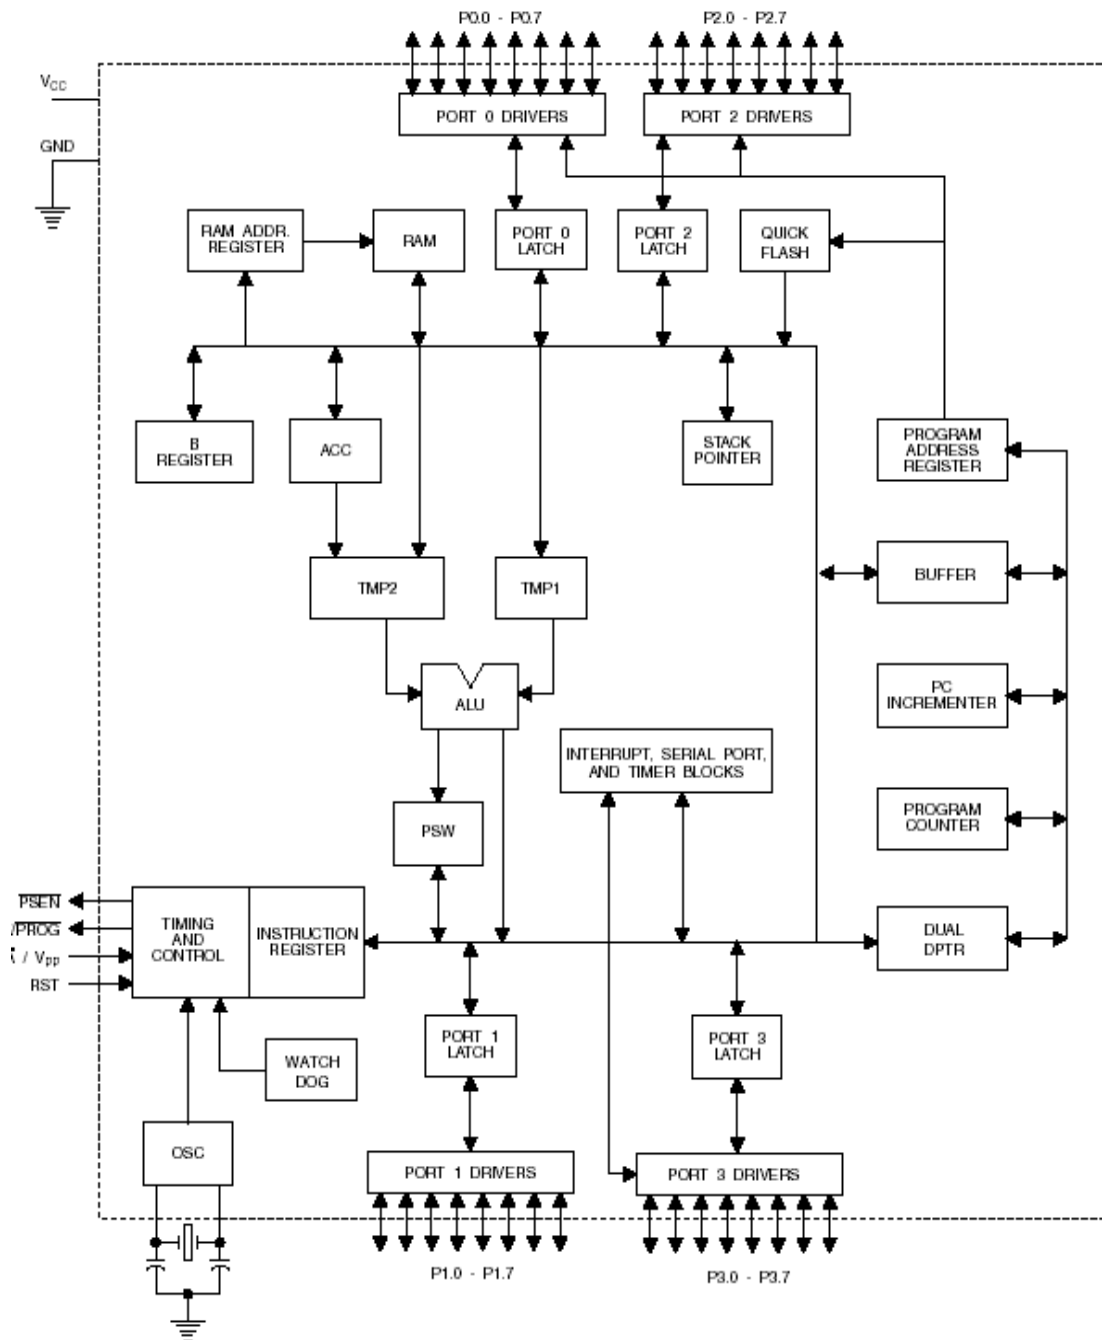 P0.0 - P0.7
P2.0 - P2.7
VCC
GND
PORT 0 DRIVERS
PORT 2 DRIVERS
RAM ADDR.
REGISTER
RAM
PORT 0
LATCH
PORT 2
LATCH
QUICK
FLASH
B
REGISTER
ACC
STACK
POINTER
PROGRAM
ADDRESS
REGISTER
TMP2
TMP1
BUFFER
ALU
PC
INCREMENTER
INTERRUPT, SERIAL PORT,
AND TIMER BLOCKS
PSW
PROGRAM
COUNTER
PSEN
/PROG
/ VPP
RST
TIMING
AND
CONTROL
INSTRUCTION
REGISTER
DUAL
DPTR
PORT 1
LATCH
PORT 3
LATCH
WATCH
DOG
OSC
PORT 1 DRIVERS
PORT 3 DRIVERS
P1.0 - P1.7
P3.0 - P3.7